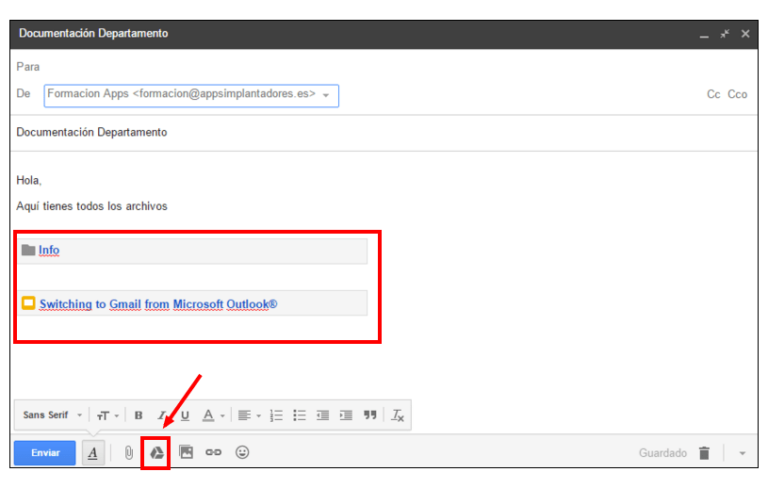 Documentación Departamento
Para
De Formacion Apps <formacion@appsimplantadores.es>
Cc Cco
Documentación Departamento
Hola,
Aquí tienes todos los archivos
Info
Switching to Gmail from Microsoft Outlook®
Sans Serif
Enviar
Guardado